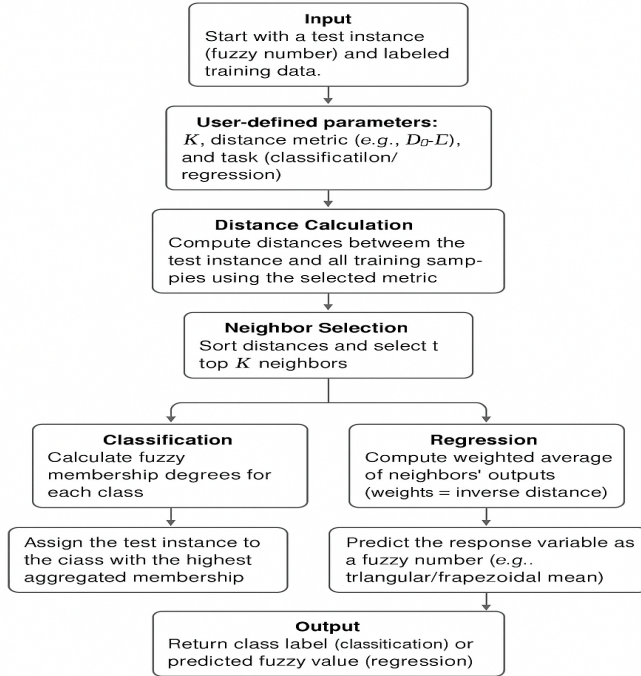 Input
Start with a test instance
(fuzzy number) and labeled
training data.
User-defined parameters:
K, distance metric (e.g., D▯-E),
and task (classificatilon/
regression)
Distance Calculation
Compute distances betweem the
test instance and all training samp-
pies using the selected metric
Neighbor Selection
Sort distances and select t
top K neighbors
Classification
Calculate fuzzy
membership degrees for
each class
Regression
Compute weighted average
of neighbors' outputs
(weights = inverse distance)
Assign the test instance to
the class with the highest
aggregated membership
Predict the response variable as
a fuzzy number (e.g..
trlangular/frapezoidal mean)
Output
Return class label (classitication) or
predicted fuzzy value (regression)